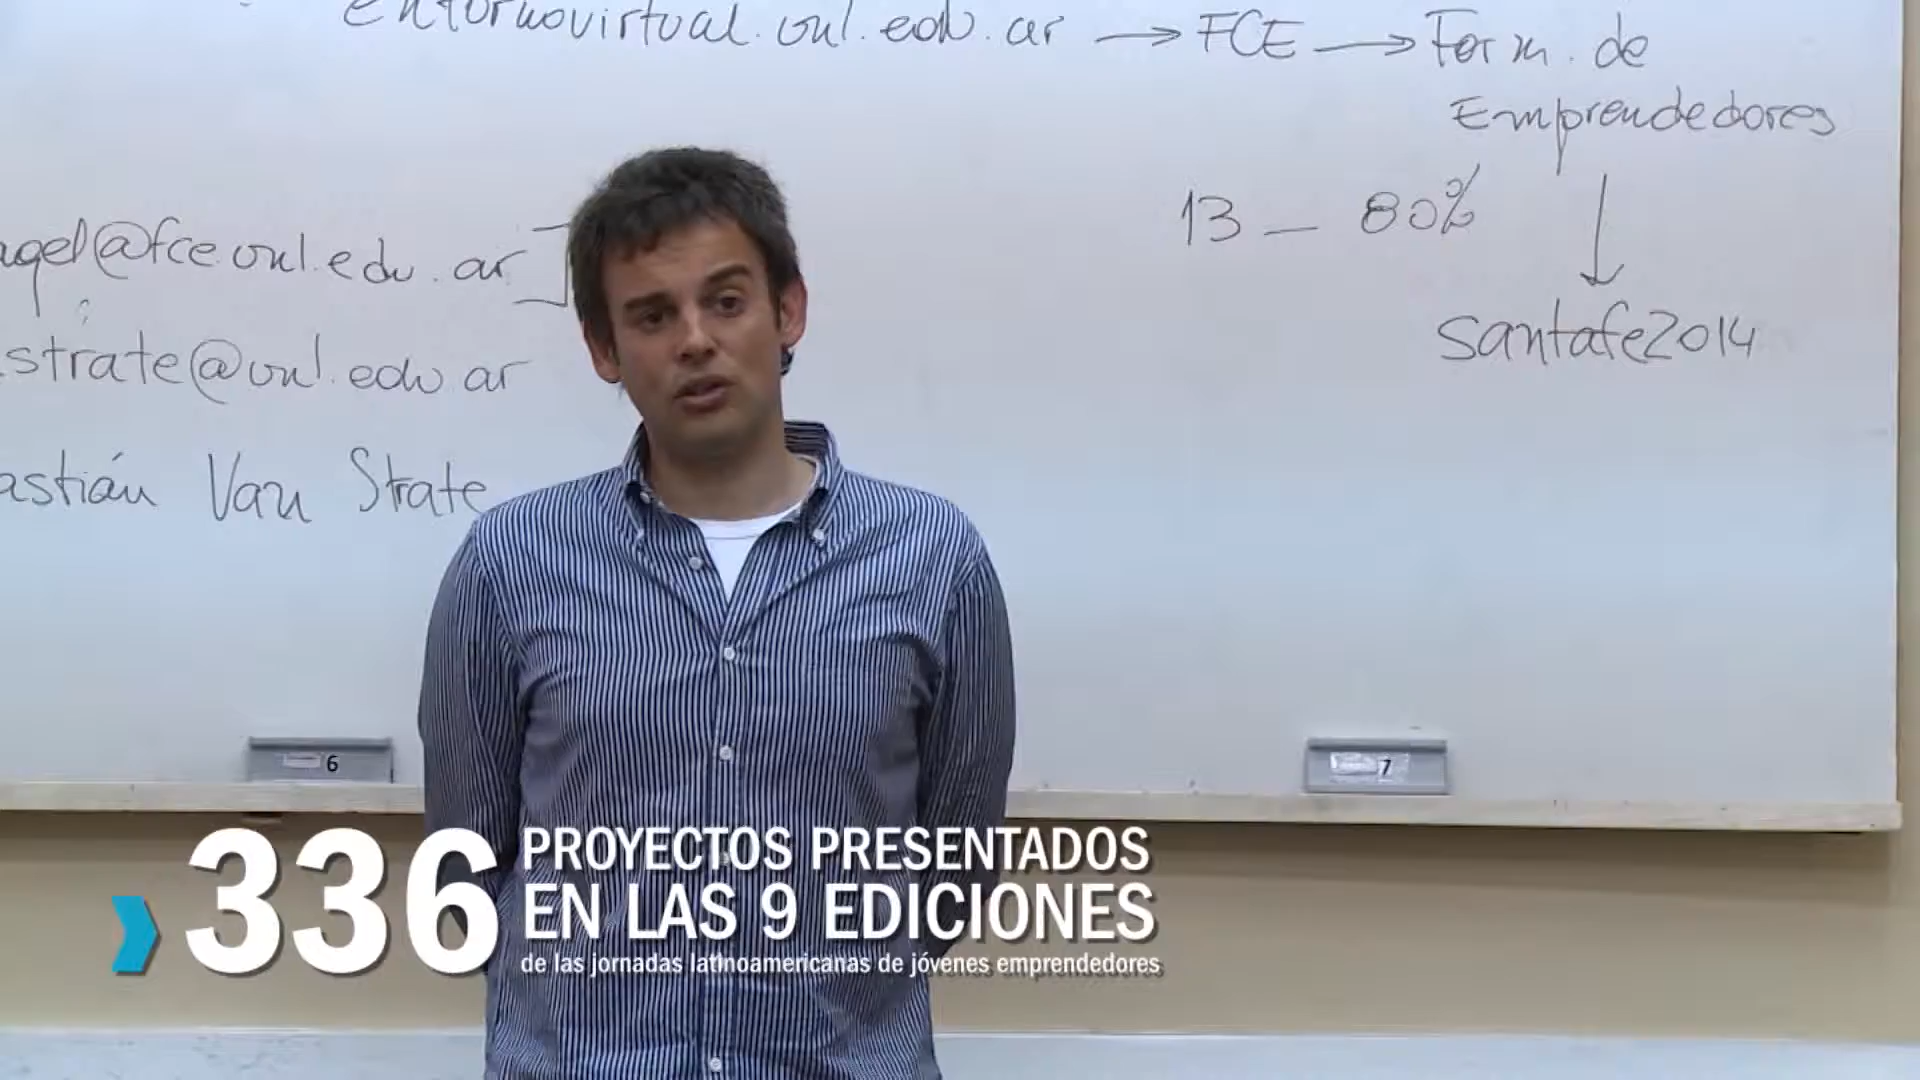 entornovirtual.unl.edu.ar → FCE → Form. de
Emprendedores
13 — 80%
santafe2014
agel@fce.unl.edu.ar
strate@unl.edu.ar
astián Van Strate
6
7
336 PROYECTOS PRESENTADOS
EN LAS 9 EDICIONES
de las jornadas latinoamericanas de jóvenes emprendedores